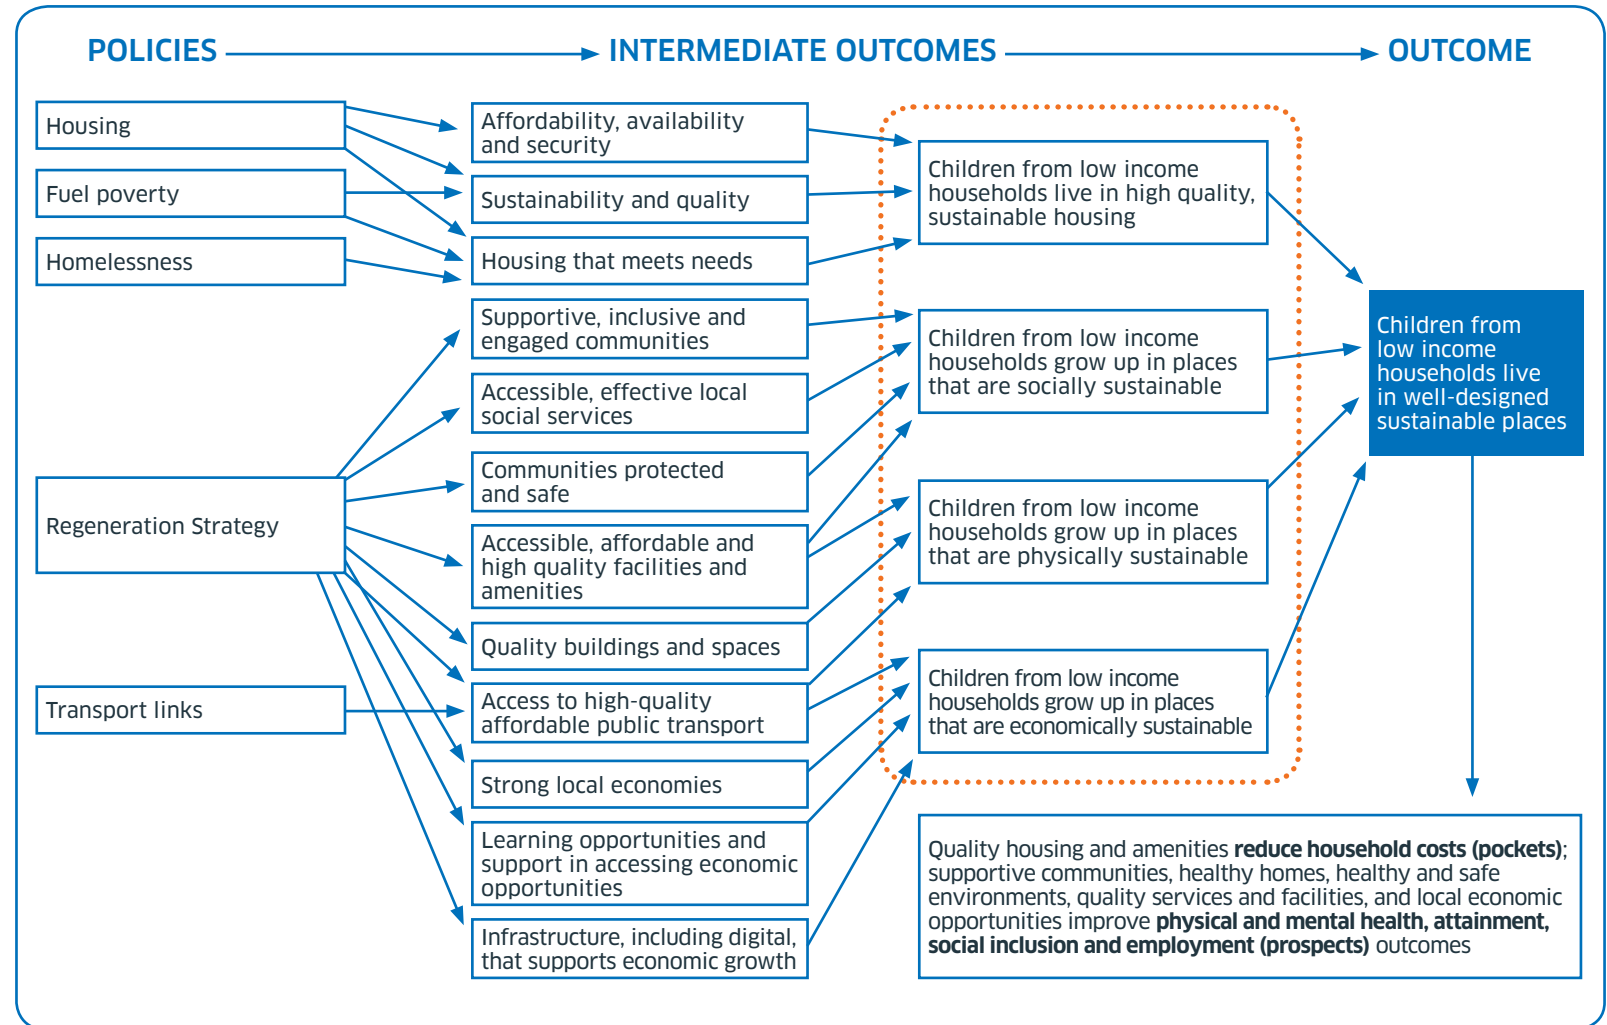 POLICIES
INTERMEDIATE OUTCOMES
OUTCOME
Housing
Fuel poverty
Homelessness
Regeneration Strategy
Transport links
Affordability, availability
and security
Sustainability and quality
Housing that meets needs
Supportive, inclusive and
engaged communities
Accessible, effective local
social services
Communities protected
and safe
Accessible, affordable and
high quality facilities and
amenities
Quality buildings and spaces
Access to high-quality
affordable public transport
Strong local economies
Learning opportunities and
support in accessing economic
opportunities
Infrastructure, including digital,
that supports economic growth
Children from low income
households live in high quality,
sustainable housing
Children from low income
households grow up in places
that are socially sustainable
Children from low income
households grow up in places
that are physically sustainable
Children from low income
households grow up in places
that are economically sustainable
Children from
low income
households live
in well-designed
sustainable places
Quality housing and amenities reduce household costs (pockets);
supportive communities, healthy homes, healthy and safe
environments, quality services and facilities, and local economic
opportunities improve physical and mental health, attainment,
social inclusion and employment (prospects) outcomes